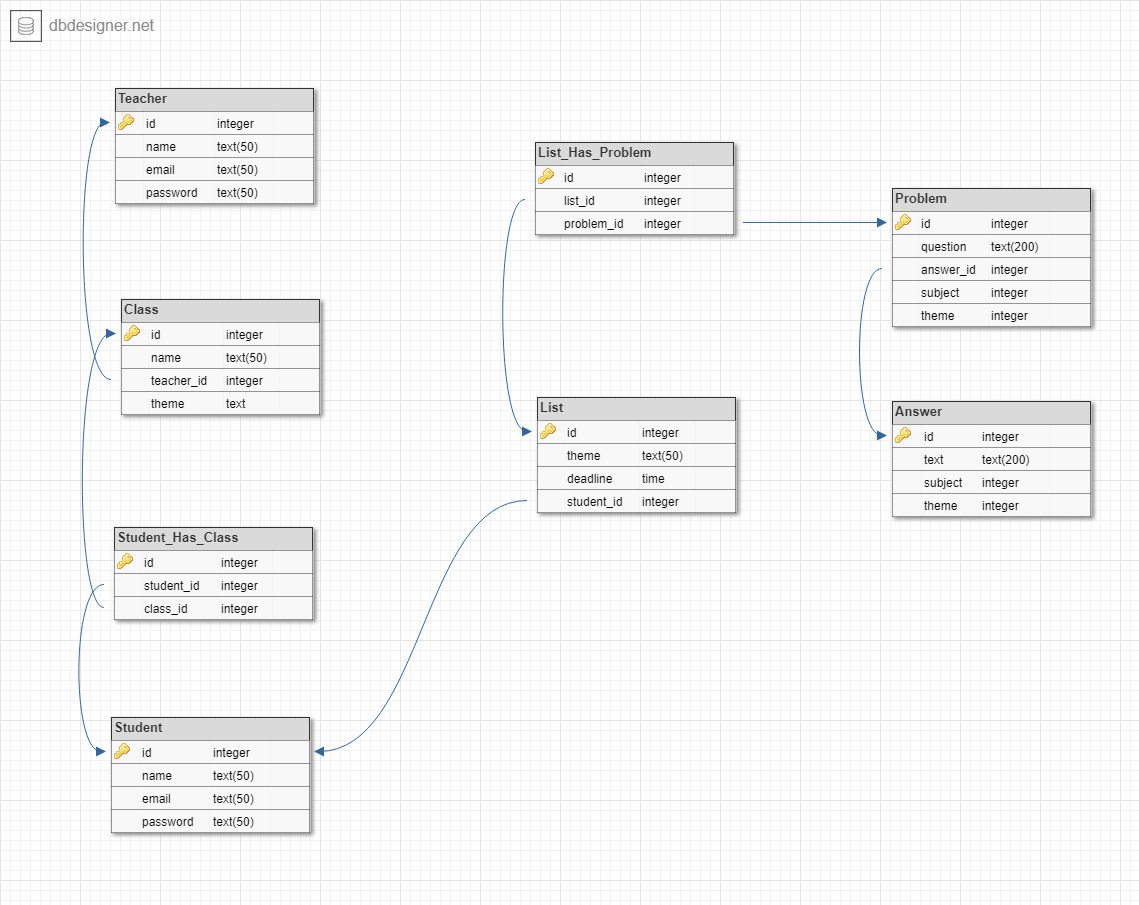 dbdesigner.net
Teacher
id integer
name text(50)
email text(50)
password text(50)
Class
id integer
name text(50)
teacher_id integer
theme text
Student_Has_Class
id integer
student_id integer
class_id integer
Student
id integer
name text(50)
email text(50)
password text(50)
List_Has_Problem
id integer
list_id integer
problem_id integer
List
id integer
theme text(50)
deadline time
student_id integer
Problem
id integer
question text(200)
answer_id integer
subject integer
theme integer
Answer
id integer
text text(200)
subject integer
theme integer